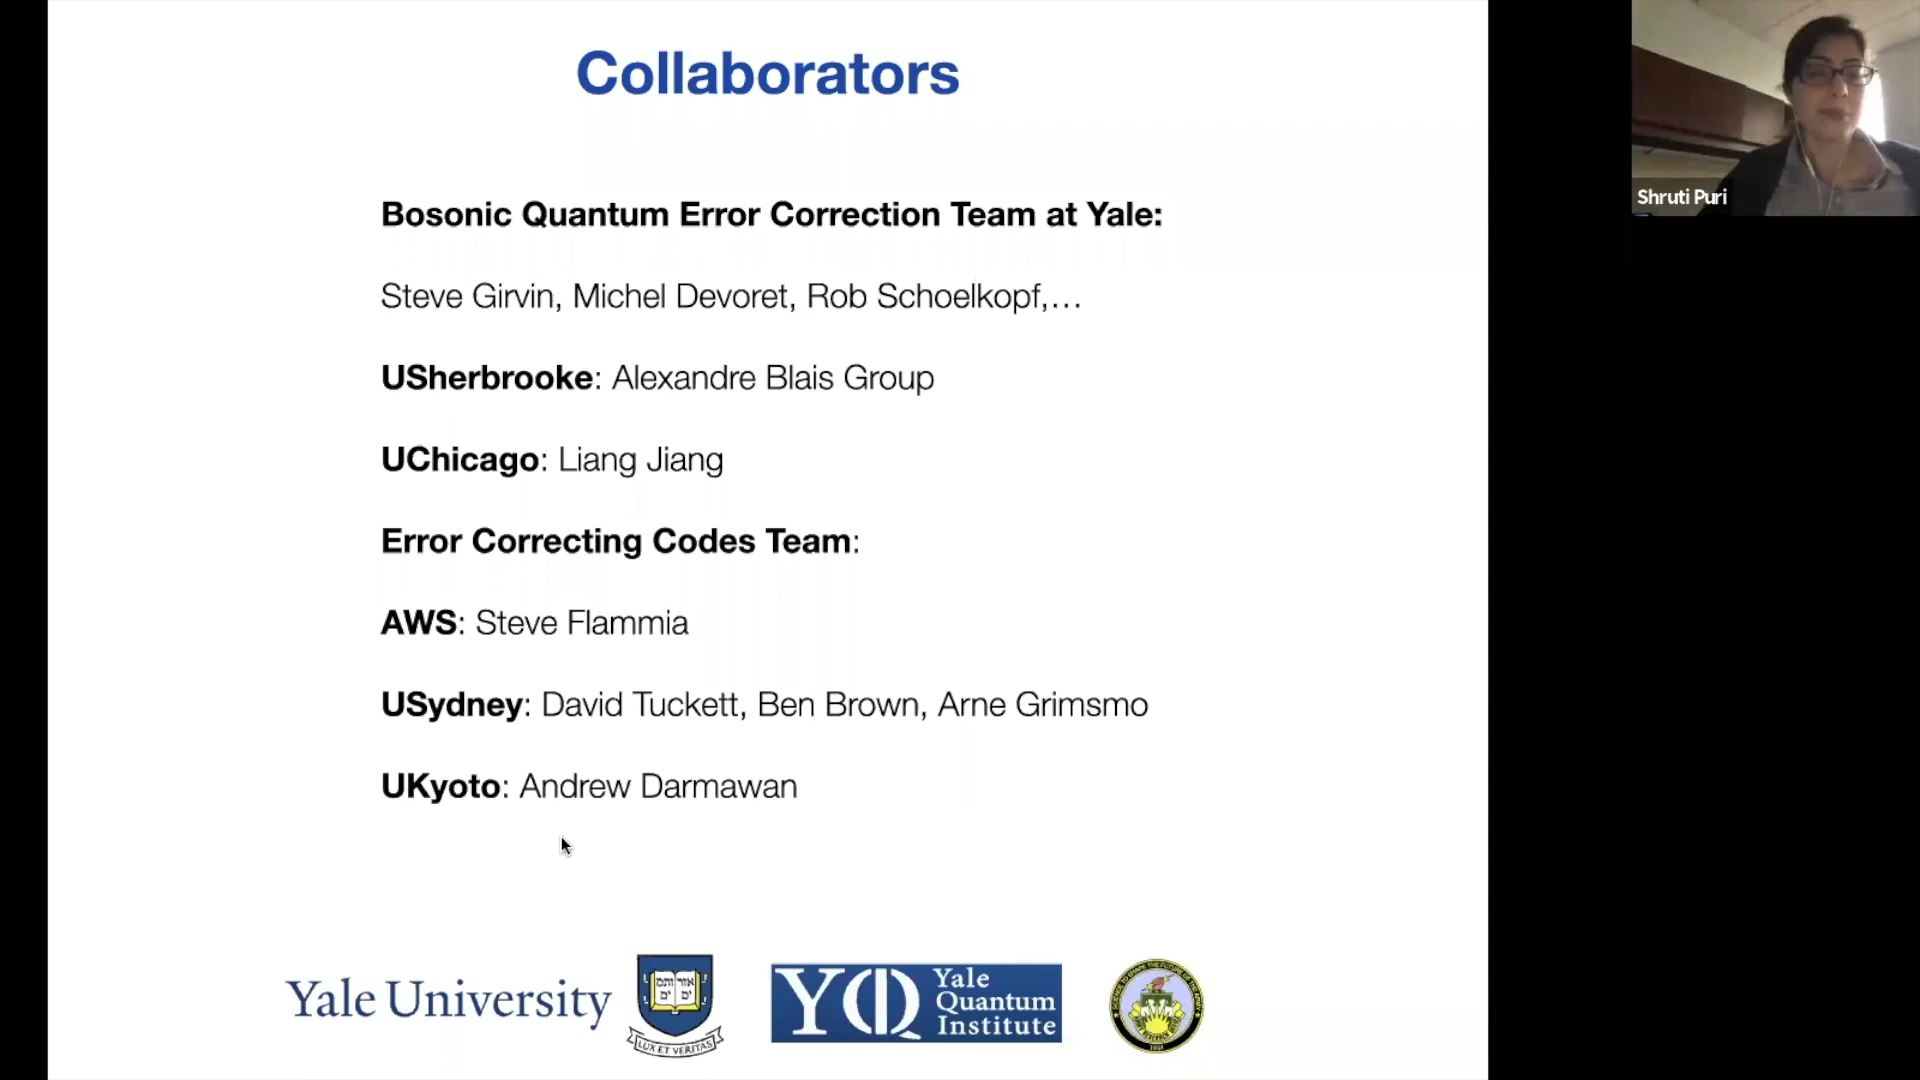 Collaborators
Shruti Puri
Bosonic Quantum Error Correction Team at Yale:
Steve Girvin, Michel Devoret, Rob Schoelkopf,...
USherbrooke: Alexandre Blais Group
UChicago: Liang Jiang
Error Correcting Codes Team:
AWS: Steve Flammia
USydney: David Tuckett, Ben Brown, Arne Grimsmo
UKyoto: Andrew Darmawan
Yale University
LUX ET VERITAS
YQI
Yale
Quantum
Institute